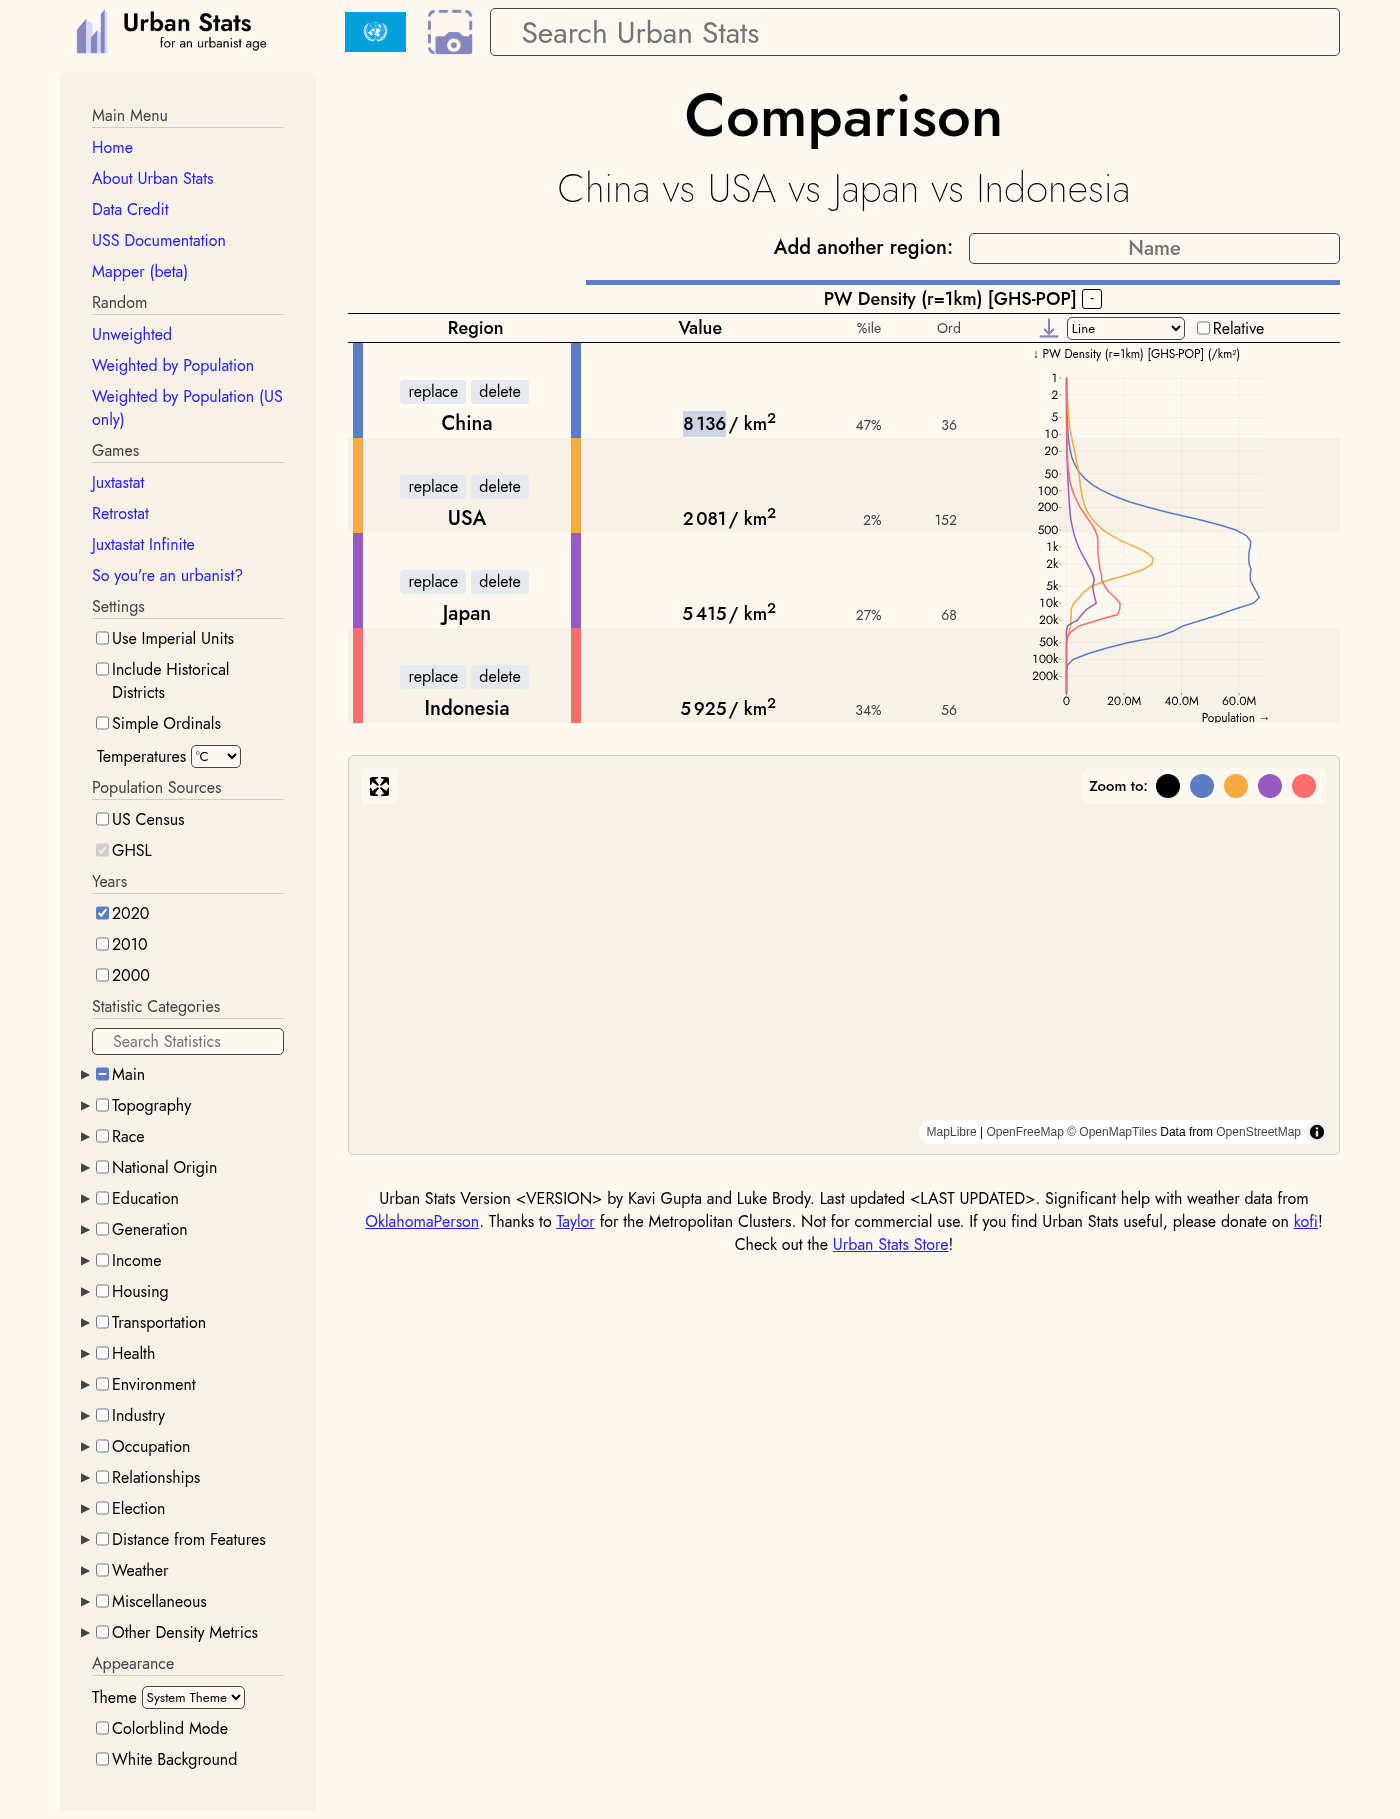 Urban Stats
for an urbanist age
Search Urban Stats
Main Menu
Home
About Urban Stats
Data Credit
USS Documentation
Mapper (beta)
Random
Unweighted
Weighted by Population
Weighted by Population (US
only)
Games
Juxtastat
Retrostat
Juxtastat Infinite
So you're an urbanist?
Settings
Use Imperial Units
Include Historical
Districts
Simple Ordinals
Temperatures °C
Population Sources
US Census
GHSL
Years
2020
2010
2000
Statistic Categories
Search Statistics
Main
Topography
Race
National Origin
Education
Generation
Income
Housing
Transportation
Health
Environment
Industry
Occupation
Relationships
Election
Distance from Features
Weather
Miscellaneous
Other Density Metrics
Appearance
Theme System Theme
Colorblind Mode
White Background
Comparison
China vs USA vs Japan vs Indonesia
Add another region: Name
PW Density (r=1km) [GHS-POP] -
Region Value %ile Ord Line Relative
replace delete
China 8 136 / km² 47% 36
replace delete
USA 2 081 / km² 2% 152
replace delete
Japan 5 415 / km² 27% 68
replace delete
Indonesia 5 925 / km² 34% 56
↓ PW Density (r=1km) [GHS-POP] (/km²)
1
2
5
10
20
50
100
200
500
1k
2k
5k
10k
20k
50k
100k
200k
0 20.0M 40.0M 60.0M
Population →
Zoom to:
MapLibre | OpenFreeMap © OpenMapTiles Data from OpenStreetMap
Urban Stats Version <VERSION> by Kavi Gupta and Luke Brody. Last updated <LAST UPDATED>. Significant help with weather data from
OklahomaPerson. Thanks to Taylor for the Metropolitan Clusters. Not for commercial use. If you find Urban Stats useful, please donate on kofi!
Check out the Urban Stats Store!